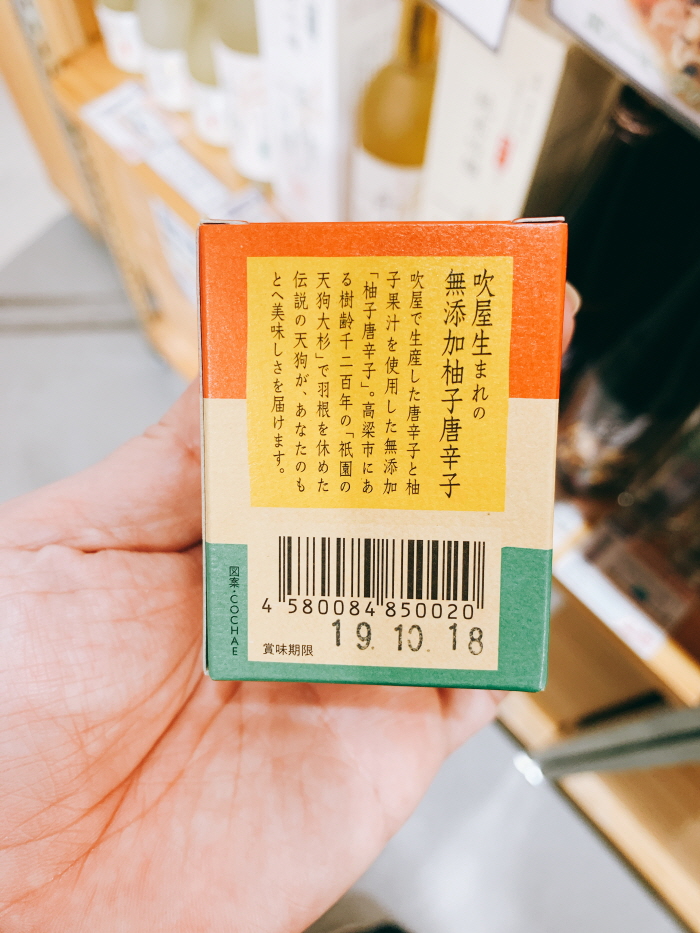 吹屋生まれの
無添加柚子唐辛子
吹屋で生産した唐辛子と柚
子果汁を使用した無添加
「柚子唐辛子」。高梁市にあ
る樹齢千二百年の「祇園の
天狗大杉」で羽根を休めた
伝説の天狗が、あなたのも
とへ美味しさを届けます。
図案・COCHAE
4 580084 850020
19.10.18
賞味期限